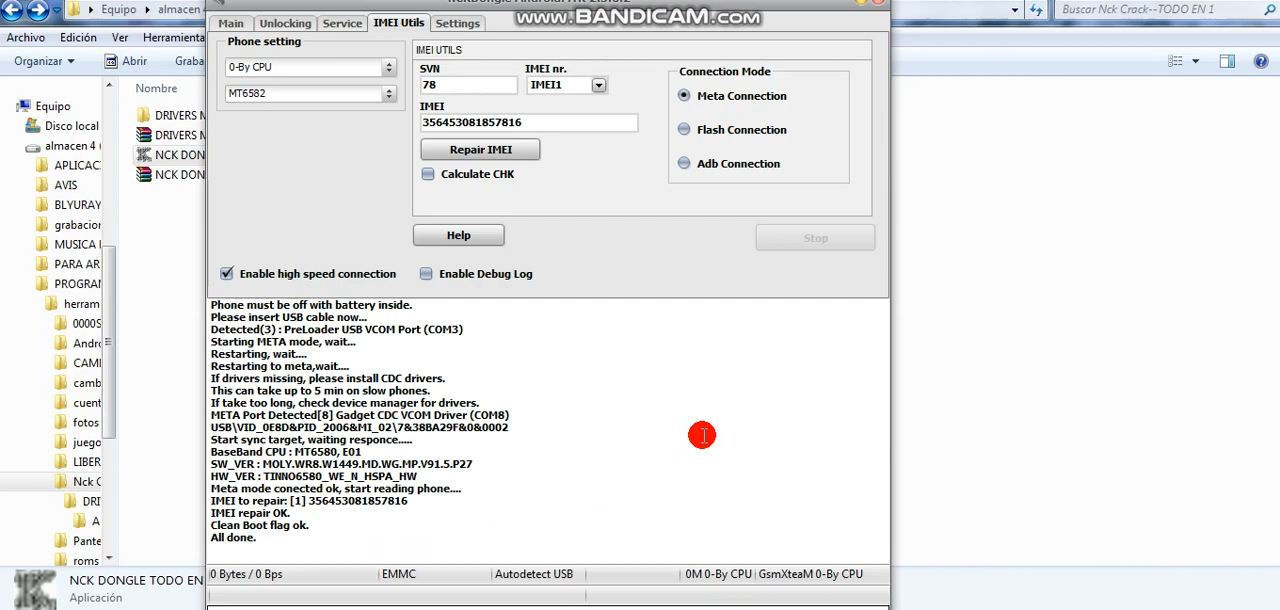 WWW.BANDICAM.COM
Equipo
almacen 4
Buscar Nck Crack--TODO EN 1
Archivo Edición Ver Herramienta
Organizar Abrir Graba
Nombre
Equipo
Disco local
almacen 4
APLICAC
AVIS
BLYURAY
grabacion
MUSICA
PARA AR
PROGRAM
herram
0000S
Andro
CAMI
camb
cuent
fotos
juego
LIBER
Nck C
DRI
A
Pante
roms
DRIVERS M
DRIVERS M
NCK DON
NCK DON
Main Unlocking Service IMEI Utils Settings
Phone setting
0-By CPU
MT6582
IMEI UTILS
SVN IMEI nr.
78 IMEI1
IMEI
356453081857816
Repair IMEI
Calculate CHK
Connection Mode
Meta Connection
Flash Connection
Adb Connection
Help Stop
Enable high speed connection Enable Debug Log
Phone must be off with battery inside.
Please insert USB cable now...
Detected(3) : PreLoader USB VCOM Port (COM3)
Starting META mode, wait...
Restarting, wait....
Restarting to meta,wait....
If drivers missing, please install CDC drivers.
This can take up to 5 min on slow phones.
If take too long, check device manager for drivers.
META Port Detected[8] Gadget CDC VCOM Driver (COM8)
USB\VID_0E8D&PID_2006&MI_02\7&38BA29F&0&0002
Start sync target, waiting responce.....
BaseBand CPU : MT6580, E01
SW_VER : MOLY.WR8.W1449.MD.WG.MP.V91.5.P27
HW_VER : TINNO6580_WE_N_HSPA_HW
Meta mode conected ok, start reading phone....
IMEI to repair: [1] 356453081857816
IMEI repair OK.
Clean Boot flag ok.
All done.
0 Bytes / 0 Bps EMMC Autodetect USB 0M 0-By CPU GsmXteaM 0-By CPU
NCK DONGLE TODO EN
Aplicación